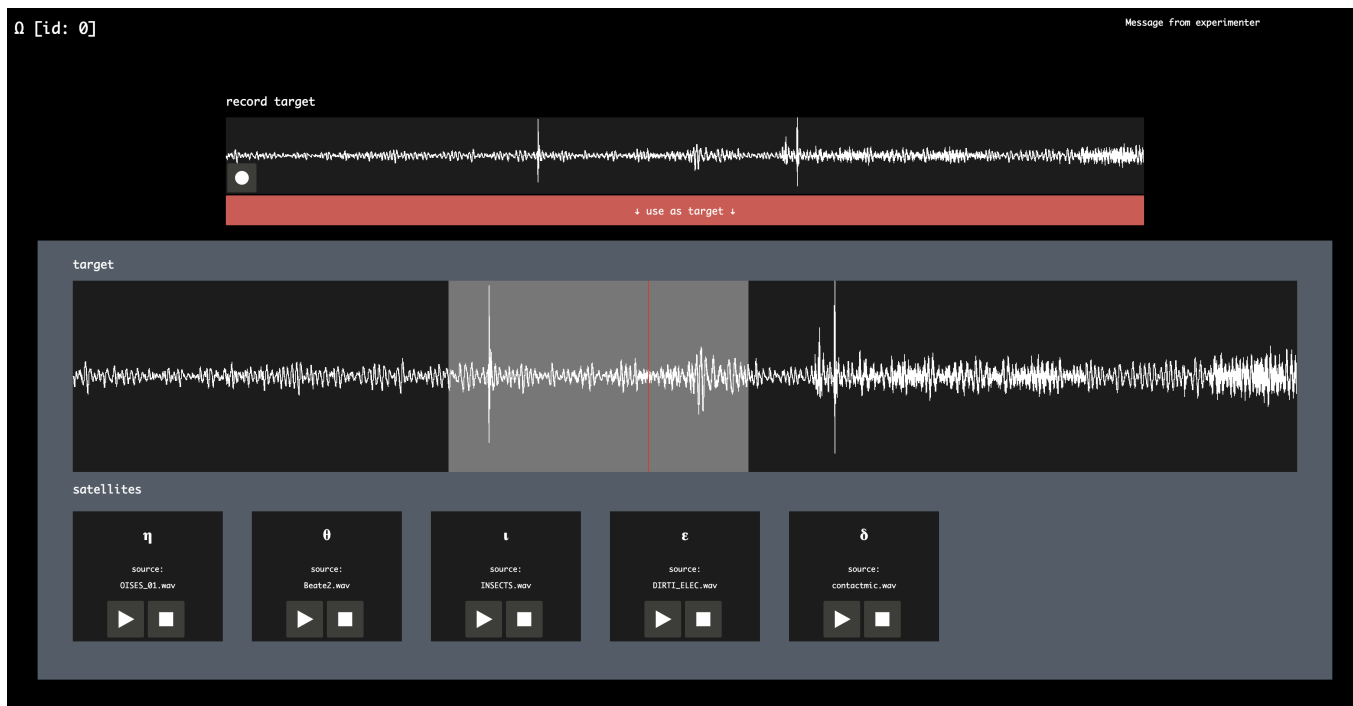 Ω [id: 0]
Message from experimenter
record target
↓ use as target ↓
target
satellites
η
source:
OISES_01.wav
θ
source:
Beate2.wav
ι
source:
INSECTS.wav
ε
source:
DIRTI_ELEC.wav
δ
source:
contactmic.wav